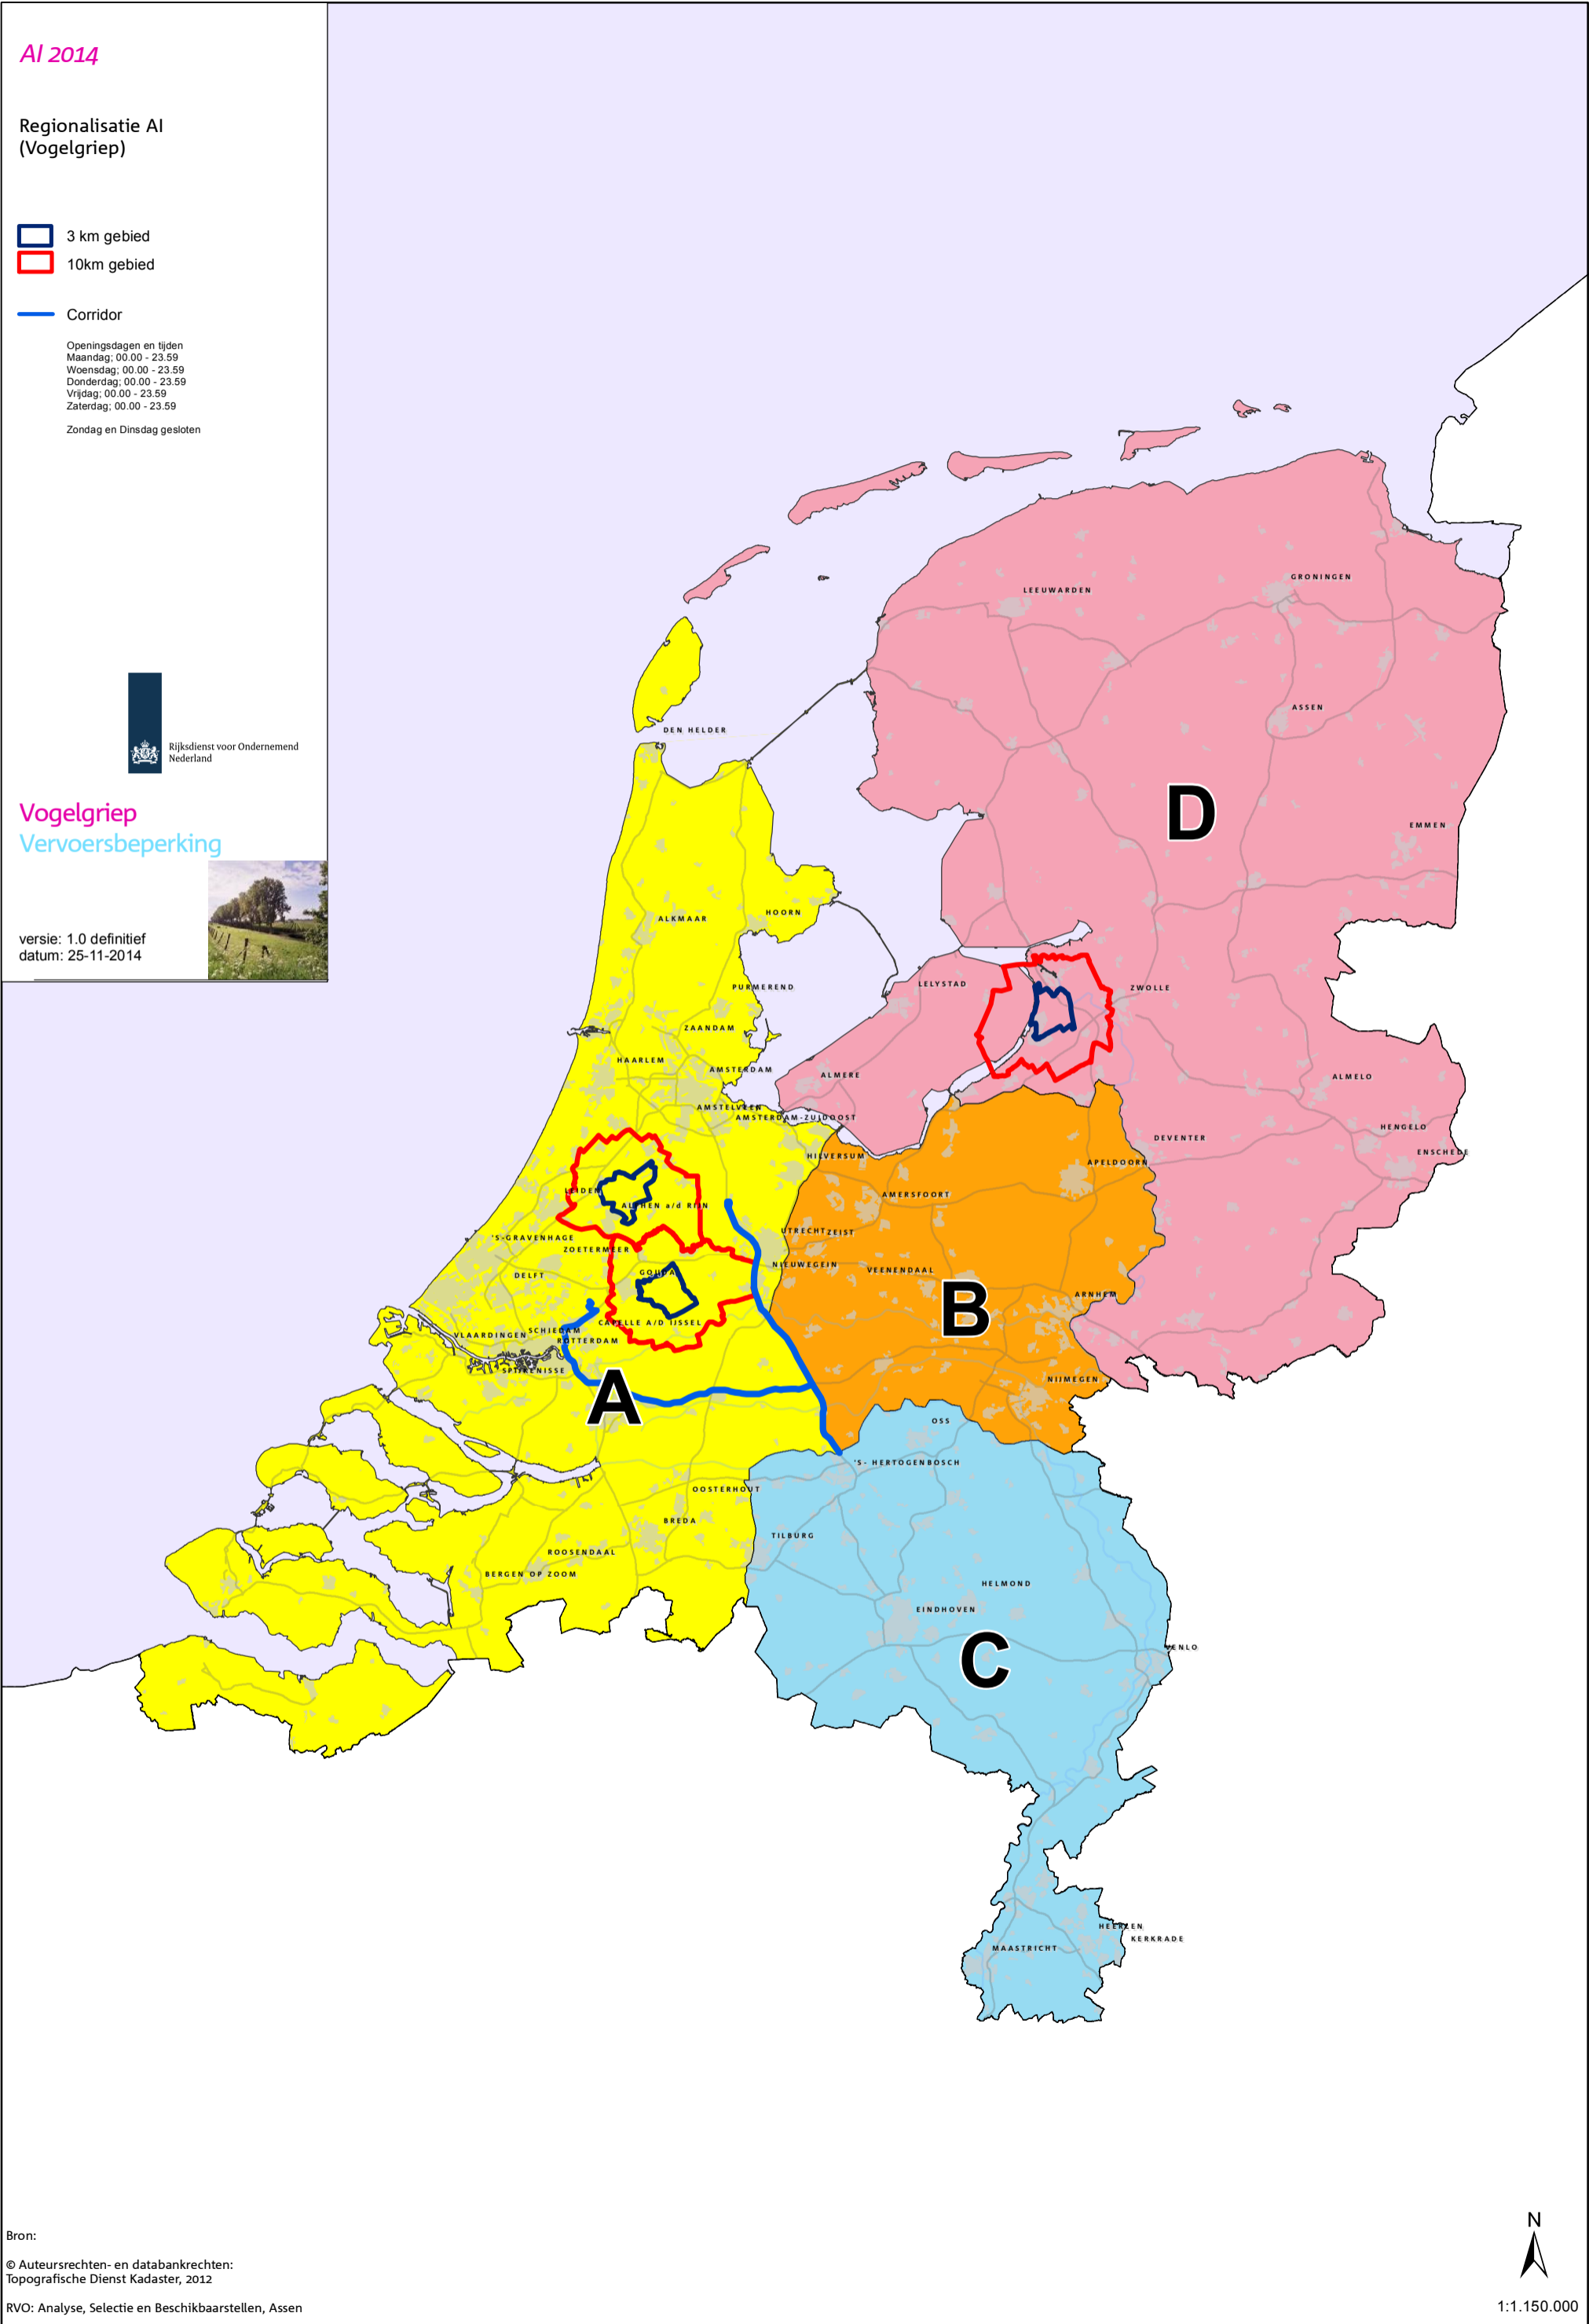 AI 2014
Regionalisatie AI
(Vogelgriep)
3 km gebied
10km gebied
Corridor
Openingsdagen en tijden
Maandag; 00.00 - 23.59
Woensdag; 00.00 - 23.59
Donderdag; 00.00 - 23.59
Vrijdag; 00.00 - 23.59
Zaterdag; 00.00 - 23.59
Zondag en Dinsdag gesloten
Rijksdienst voor Ondernemend
Nederland
Vogelgriep
Vervoersbeperking
versie: 1.0 definitief
datum: 25-11-2014
GRONINGEN
LEEUWARDEN
ASSEN
DEN HELDER
D
EMMEN
HOORN
ALKMAAR
LELYSTAD
PURMEREND
ZWOLLE
ZAANDAM
HAARLEM
AMSTERDAM
ALMERE
ALMELO
AMSTELVEEN
AMSTERDAM-ZUIDOOST
HENGELO
DEVENTER
ENSCHEDE
HILVERSUM
APELDOORN
LEIDEN
AMERSFOORT
ALPHEN a/d RIJN
UTRECHT
ZEIST
'S-GRAVENHAGE
ZOETERMEER
NIEUWEGEIN
VEENENDAAL
GOUDA
DELFT
ARNHEM
B
CAPELLE A/D IJSSEL
SCHIEDAM
VLAARDINGEN
ROTTERDAM
SPIJKENISSE
NIJMEGEN
A
OSS
'S- HERTOGENBOSCH
OOSTERHOUT
BREDA
TILBURG
ROOSENDAAL
BERGEN OP ZOOM
HELMOND
EINDHOVEN
VENLO
C
HEERLEN
KERKRADE
MAASTRICHT
Bron:
© Auteursrechten- en databankrechten:
Topografische Dienst Kadaster, 2012
RVO: Analyse, Selectie en Beschikbaarstellen, Assen
N
1:1.150.000